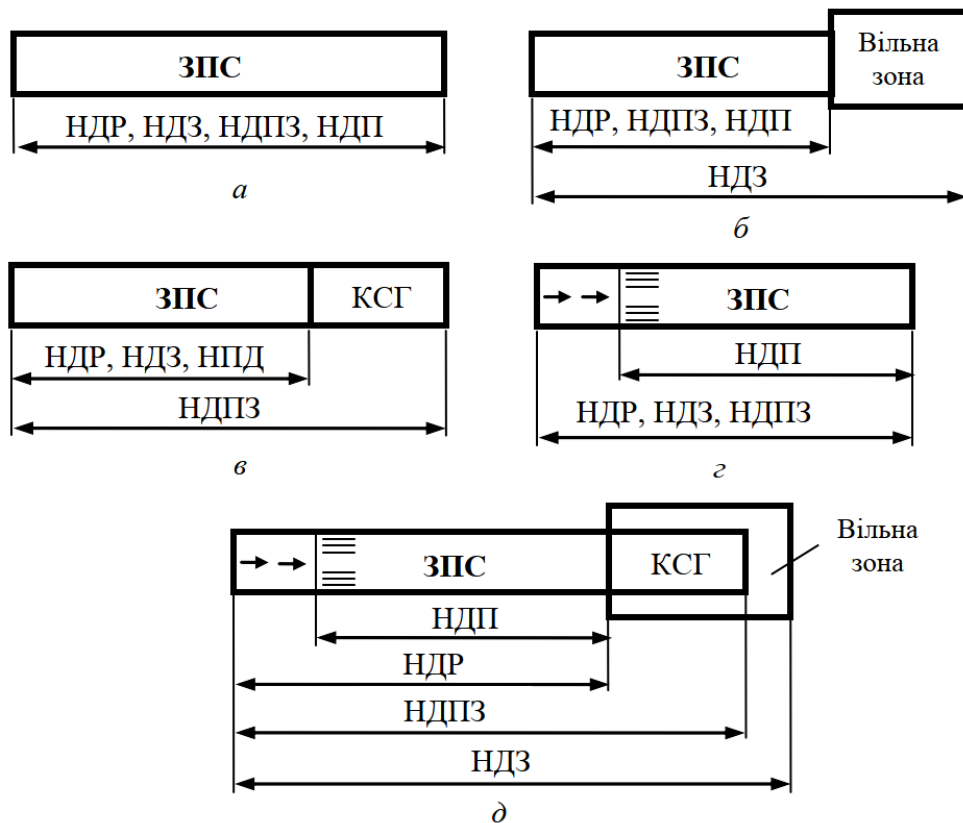 ЗПС
НДР, НДЗ, НДПЗ, НДП
а
ЗПС
Вільна
зона
НДР, НДПЗ, НДП
НДЗ
б
ЗПС
КСГ
НДР, НДЗ, НПД
НДПЗ
в
ЗПС
НДП
НДР, НДЗ, НДПЗ
г
ЗПС
КСГ
Вільна
зона
НДП
НДР
НДПЗ
НДЗ
д